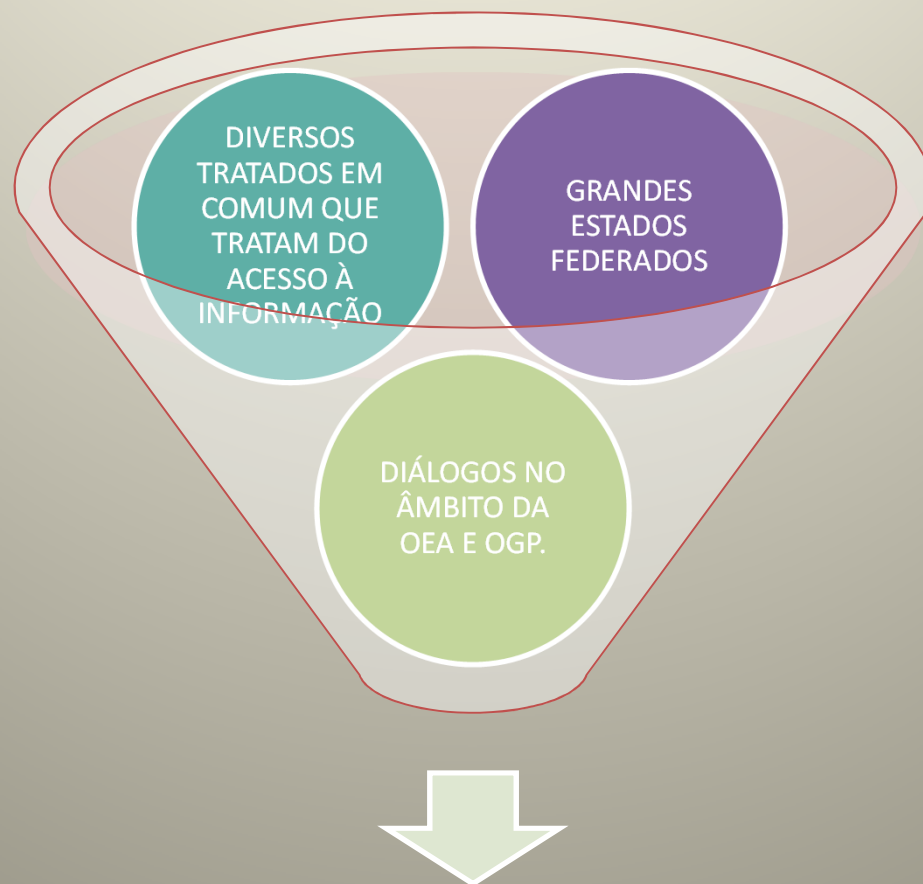 DIVERSOS
TRATADOS EM
COMUM QUE
TRATAM DO
ACESSO À
INFORMAÇÃO
GRANDES
ESTADOS
FEDERADOS
DIÁLOGOS NO
ÂMBITO DA
OEA E OGP.